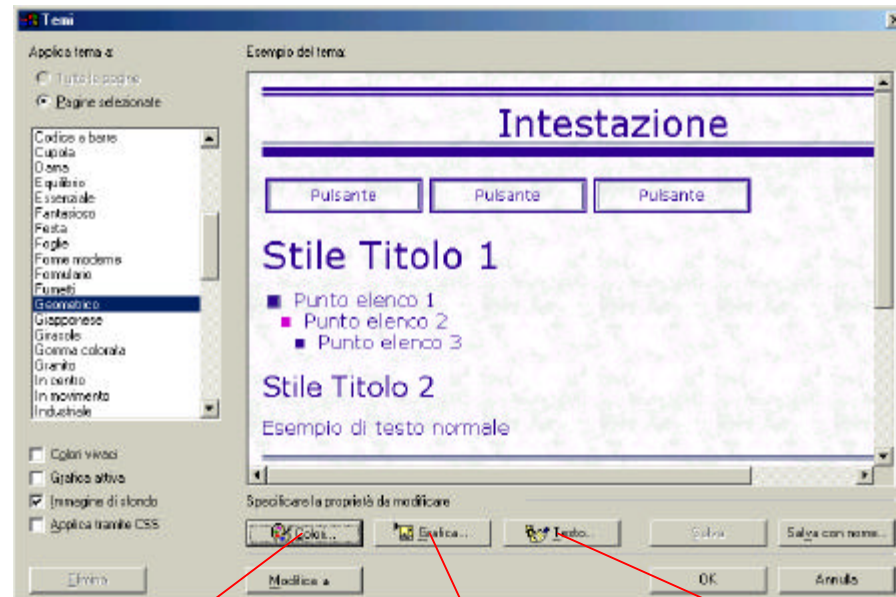 Temi
Applica tema a:
Tutte le pagine
Pagine selezionate
Codice a barre
Cupola
Dama
Equilibrio
Essenziale
Fantasioso
Festa
Foglie
Forme moderne
Formulario
Fumetti
Geometrico
Giapponese
Girasole
Gomma colorata
Granito
In centro
In movimento
Industriale
Colori vivaci
Grafica attiva
Immagine di sfondo
Applica tramite CSS
Elimina
Esempio del tema:
Intestazione
Pulsante Pulsante Pulsante
Stile Titolo 1
Punto elenco 1
Punto elenco 2
Punto elenco 3
Stile Titolo 2
Esempio di testo normale
Specificare la proprietà da modificare
Colori... Grafica... Testo... Salva Salva con nome...
Modifica ▲ OK Annulla